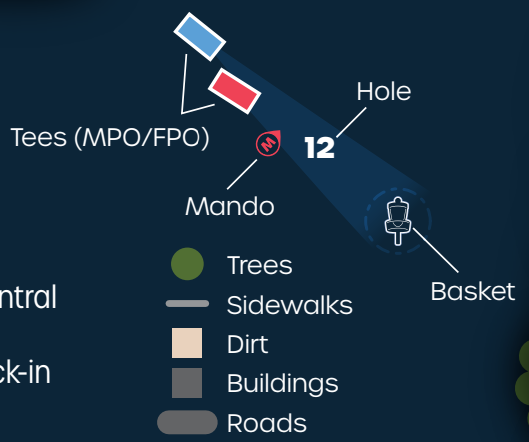 Hole
Tees (MPO/FPO)
12
M
Mando
Trees
Basket
ntral
Sidewalks
Dirt
ck-in
Buildings
Roads